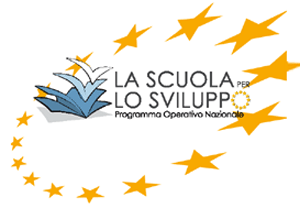 LA SCUOLA PER
LO SVILUPPO
Programma Operativo Nazionale